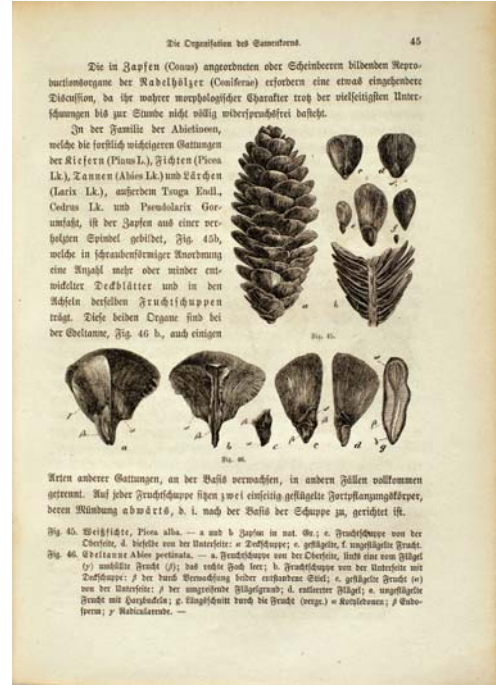 Die Organisation des Samenkorns.
45
Die in Zapfen (Conus) angeordneten oder Scheinbeeren bildenden Repro-
ductionsorgane der Nadelhölzer (Coniferae) erfordern eine etwas eingehendere
Discussion, da ihr wahrer morphologischer Charakter trotz der vielseitigsten Unter-
suchungen bis zur Stunde nicht völlig widerspruchsfrei dasteht.
In der Familie der Abietineen,
welche die forstlich wichtigeren Gattungen
der Kiefern (Pinus L.), Fichten (Picea
Lk.), Tannen (Abies Lk.) und Lärchen
(Larix Lk.), außerdem Tsuga Endl.,
Cedrus Lk. und Pseudolarix Gor-
umfaßt, ist der Zapfen aus einer ver-
holzten Spindel gebildet, Fig. 45b,
welche in schraubenförmiger Anordnung
eine Anzahl mehr oder minder ent-
wickelter Deckblätter und in den
Achseln derselben Fruchtschuppen
trägt. Diese beiden Organe sind bei
der Edeltanne, Fig. 46 b., auch einigen
c
d
a
b
Fig. 45.
a
b
c
d
g
Fig. 46.
Arten anderer Gattungen, an der Basis verwachsen, in andern Fällen vollkommen
getrennt. Auf jeder Fruchtschuppe sitzen zwei einseitig geflügelte Fortpflanzungskörper,
deren Mündung abwärts, d. i. nach der Basis der Schuppe zu, gerichtet ist.
Fig. 45. Weißfichte, Picea alba. — a und b Zapfen in nat. Gr.; c. Fruchtschuppe von der
Oberseite, d. dieselbe von der Unterseite: α Deckschuppe; e. geflügelte, f. ungeflügelte Frucht.
Fig. 46. Edeltanne Abies pectinata. — a. Fruchtschuppe von der Oberseite, links eine vom Flügel
(γ) umhüllte Frucht (β); das rechte Fach leer; b. Fruchtschuppe von der Unterseite mit
Deckschuppe: β der durch Verwachsung beider entstandene Stiel; c. geflügelte Frucht (α)
von der Unterseite: β der umgreifende Flügelgrund; d. entleerter Flügel; e. ungeflügelte
Frucht mit Harzbuckeln; g. Längsschnitt durch die Frucht (vergr.) α Kotyledonen; β Endo-
sperm; γ Radicularende. —